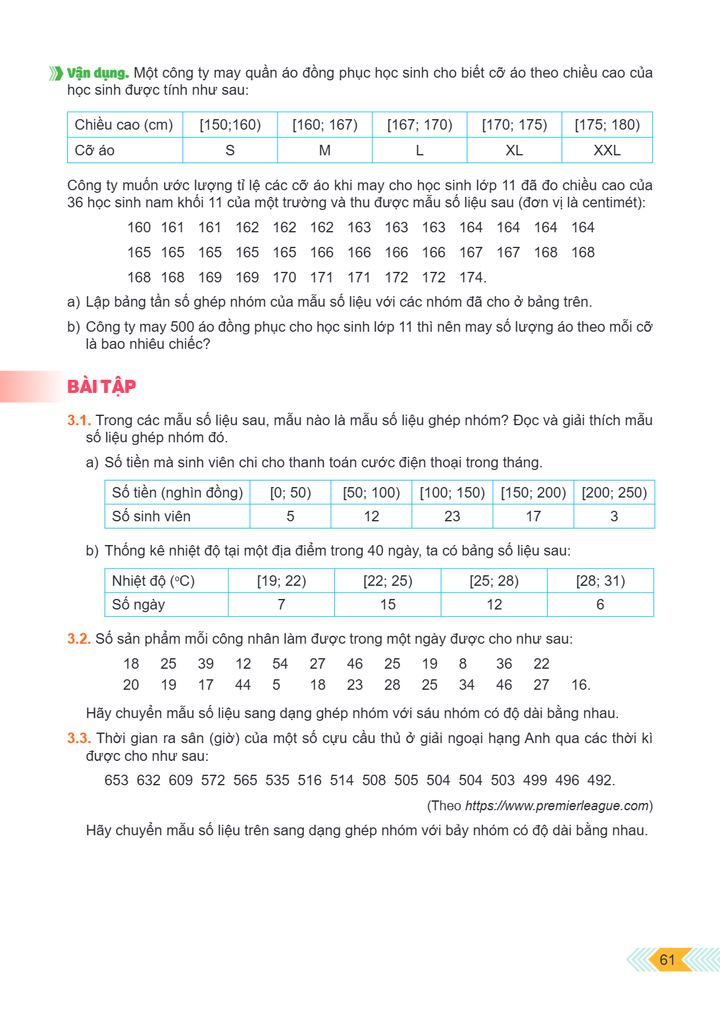 Vận dụng. Một công ty may quần áo đồng phục học sinh cho biết cỡ áo theo chiều cao của
học sinh được tính như sau:
Chiều cao (cm) [150;160) [160; 167) [167; 170) [170; 175) [175; 180)
Cỡ áo S M L XL XXL
Công ty muốn ước lượng tỉ lệ các cỡ áo khi may cho học sinh lớp 11 đã đo chiều cao của
36 học sinh nam khối 11 của một trường và thu được mẫu số liệu sau (đơn vị là centimét):
160 161 161 162 162 162 163 163 163 164 164 164 164
165 165 165 165 165 166 166 166 166 167 167 168 168
168 168 169 169 170 171 171 172 172 174.
a) Lập bảng tần số ghép nhóm của mẫu số liệu với các nhóm đã cho ở bảng trên.
b) Công ty may 500 áo đồng phục cho học sinh lớp 11 thì nên may số lượng áo theo mỗi cỡ
là bao nhiêu chiếc?
BÀI TẬP
3.1. Trong các mẫu số liệu sau, mẫu nào là mẫu số liệu ghép nhóm? Đọc và giải thích mẫu
số liệu ghép nhóm đó.
a) Số tiền mà sinh viên chi cho thanh toán cước điện thoại trong tháng.
Số tiền (nghìn đồng) [0; 50) [50; 100) [100; 150) [150; 200) [200; 250)
Số sinh viên 5 12 23 17 3
b) Thống kê nhiệt độ tại một địa điểm trong 40 ngày, ta có bảng số liệu sau:
Nhiệt độ (°C) [19; 22) [22; 25) [25; 28) [28; 31)
Số ngày 7 15 12 6
3.2. Số sản phẩm mỗi công nhân làm được trong một ngày được cho như sau:
18 25 39 12 54 27 46 25 19 8 36 22
20 19 17 44 5 18 23 28 25 34 46 27 16.
Hãy chuyển mẫu số liệu sang dạng ghép nhóm với sáu nhóm có độ dài bằng nhau.
3.3. Thời gian ra sân (giờ) của một số cựu cầu thủ ở giải ngoại hạng Anh qua các thời kì
được cho như sau:
653 632 609 572 565 535 516 514 508 505 504 504 503 499 496 492.
(Theo https://www.premierleague.com)
Hãy chuyển mẫu số liệu trên sang dạng ghép nhóm với bảy nhóm có độ dài bằng nhau.
61